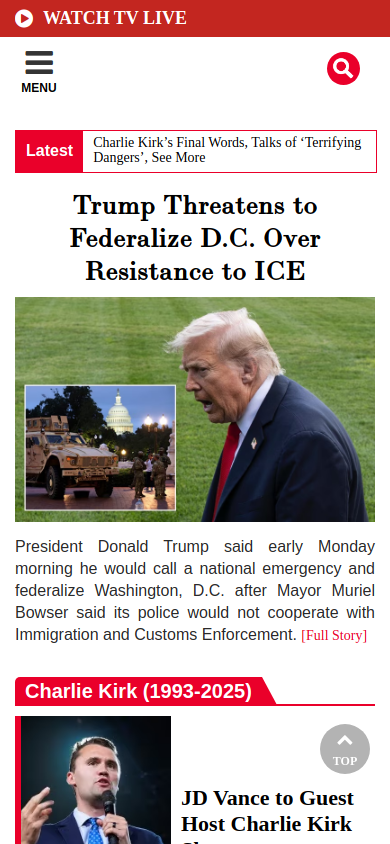 WATCH TV LIVE
MENU
Latest
Charlie Kirk’s Final Words, Talks of ‘Terrifying
Dangers’, See More
Trump Threatens to
Federalize D.C. Over
Resistance to ICE
President Donald Trump said early Monday
morning he would call a national emergency and
federalize Washington, D.C. after Mayor Muriel
Bowser said its police would not cooperate with
Immigration and Customs Enforcement. [Full Story]
Charlie Kirk (1993-2025)
TOP
JD Vance to Guest
Host Charlie Kirk